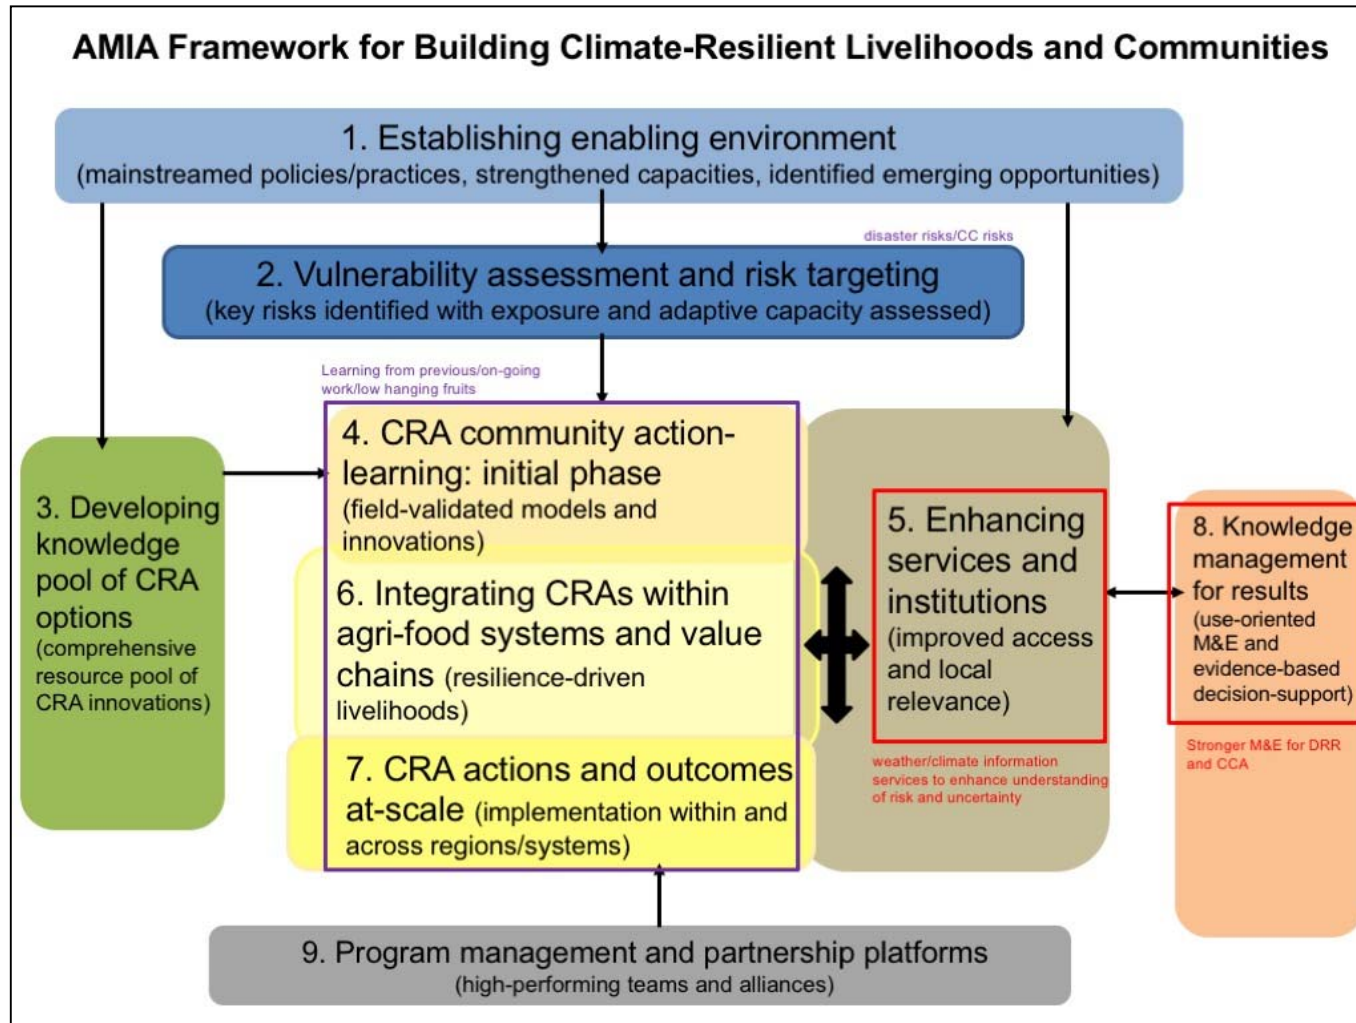 AMIA Framework for Building Climate-Resilient Livelihoods and Communities
1. Establishing enabling environment
(mainstreamed policies/practices, strengthened capacities, identified emerging opportunities)
disaster risks/CC risks
2. Vulnerability assessment and risk targeting
(key risks identified with exposure and adaptive capacity assessed)
Learning from previous/on-going
work/low hanging fruits
3. Developing
knowledge
pool of CRA
options
(comprehensive
resource pool of
CRA innovations)
4. CRA community action-
learning: initial phase
(field-validated models and
innovations)
6. Integrating CRAs within
agri-food systems and value
chains (resilience-driven
livelihoods)
7. CRA actions and outcomes
at-scale (implementation within and
across regions/systems)
5. Enhancing
services and
institutions
(improved access
and local
relevance)
weather/climate information
services to enhance understanding
of risk and uncertainty
8. Knowledge
management
for results
(use-oriented
M&E and
evidence-based
decision-support)
Stronger M&E for DRR
and CCA
9. Program management and partnership platforms
(high-performing teams and alliances)